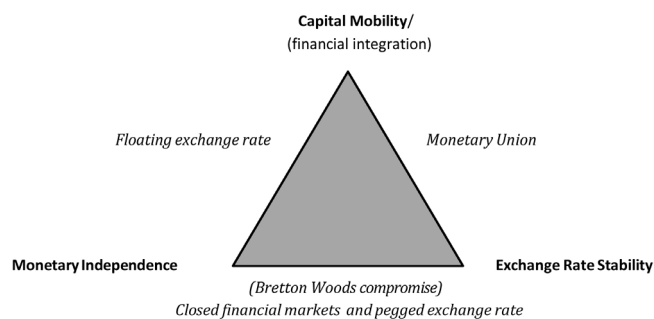 Capital Mobility/
(financial integration)
Floating exchange rate
Monetary Union
Monetary Independence
Exchange Rate Stability
(Bretton Woods compromise)
Closed financial markets and pegged exchange rate